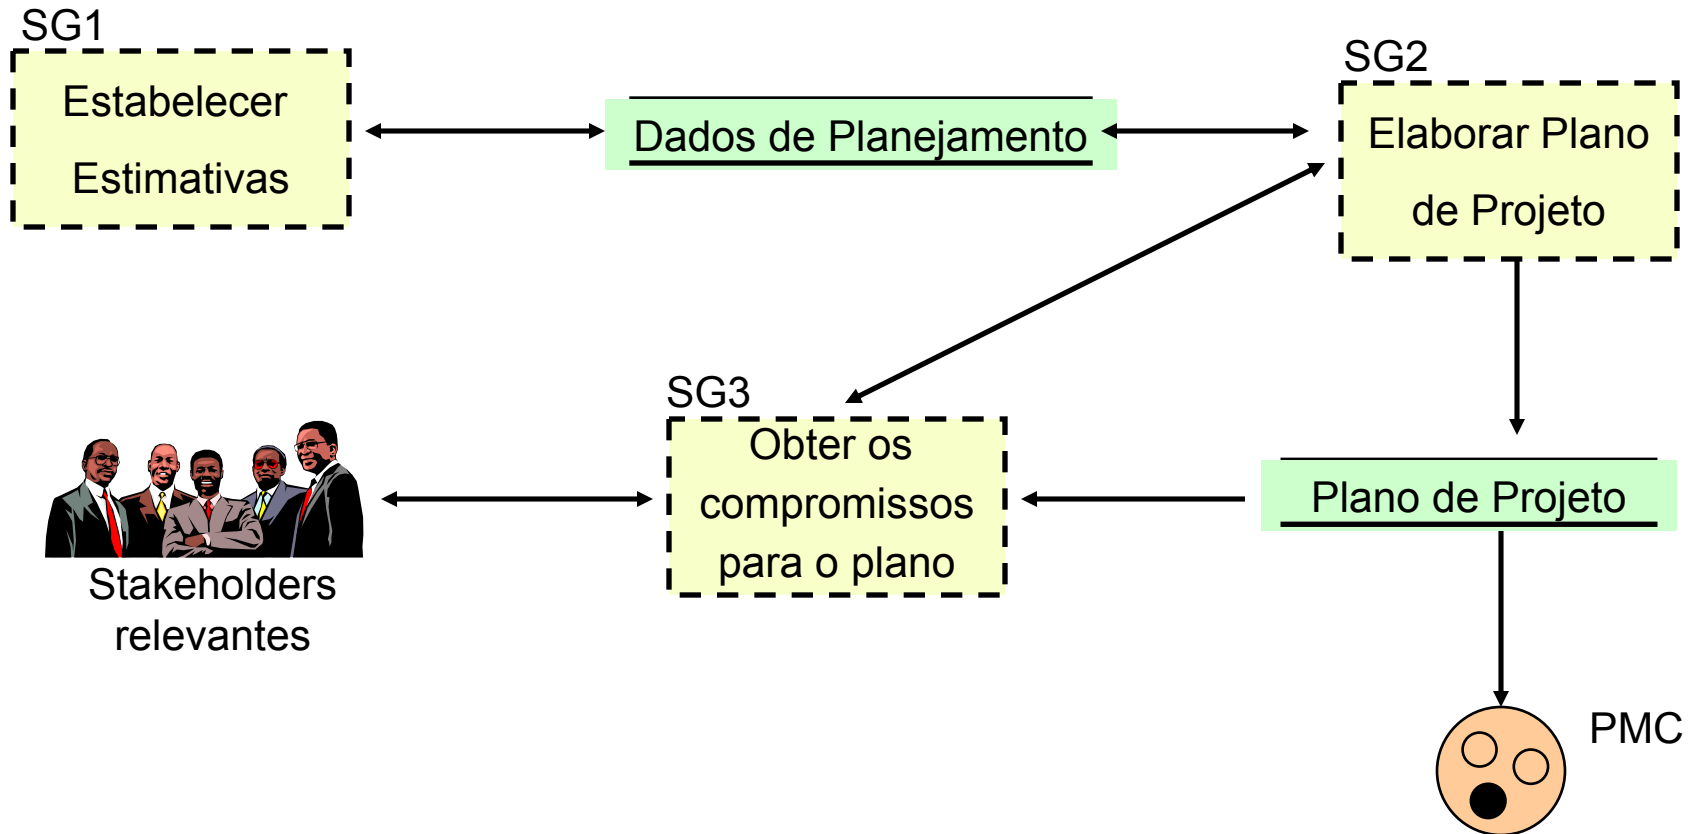 SG1
Estabelecer
Estimativas
Dados de Planejamento
SG2
Elaborar Plano
de Projeto
SG3
Obter os
compromissos
para o plano
Plano de Projeto
Stakeholders
relevantes
PMC